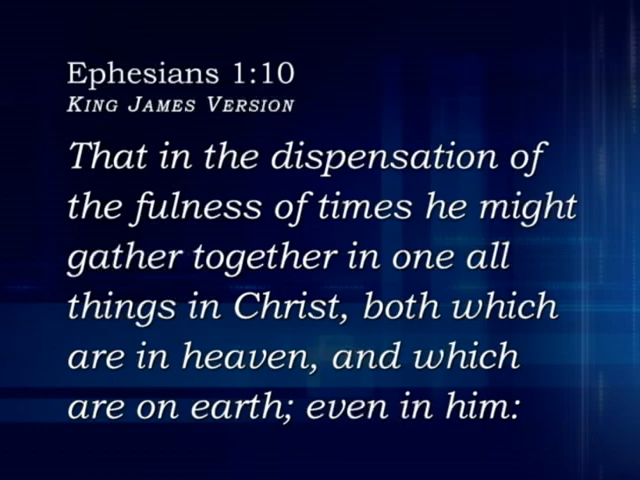 Ephesians 1:10
King James Version
That in the dispensation of
the fulness of times he might
gather together in one all
things in Christ, both which
are in heaven, and which
are on earth; even in him: